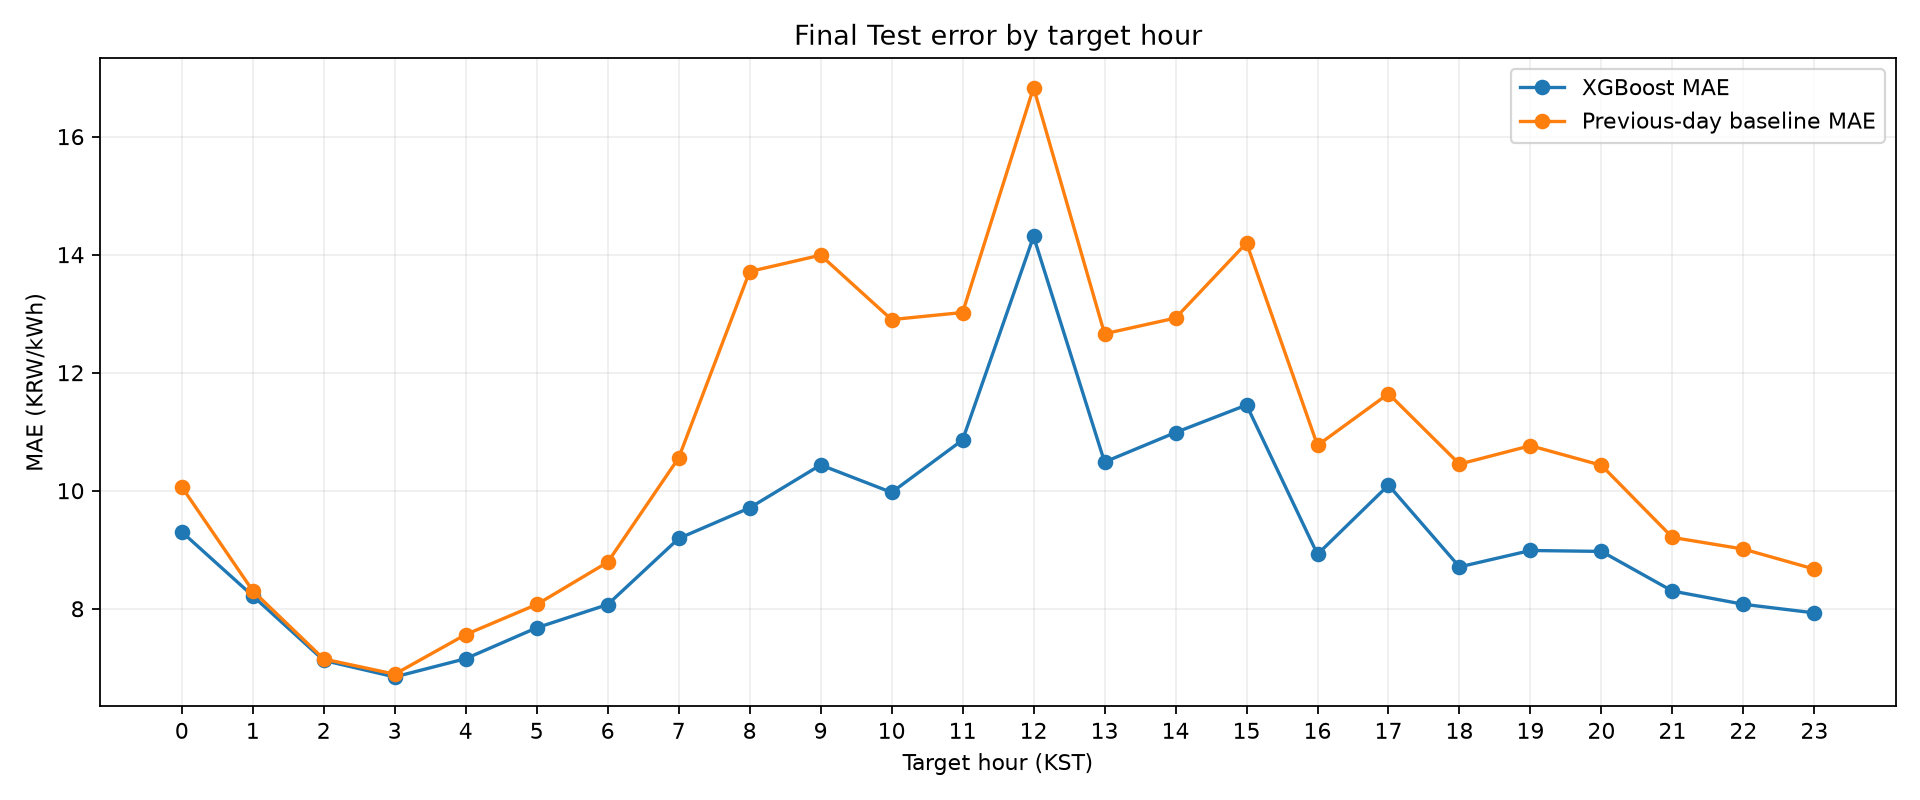 Final Test error by target hour
XGBoost MAE
Previous-day baseline MAE
MAE (KRW/kWh)
16
14
12
10
8
0 1 2 3 4 5 6 7 8 9 10 11 12 13 14 15 16 17 18 19 20 21 22 23
Target hour (KST)